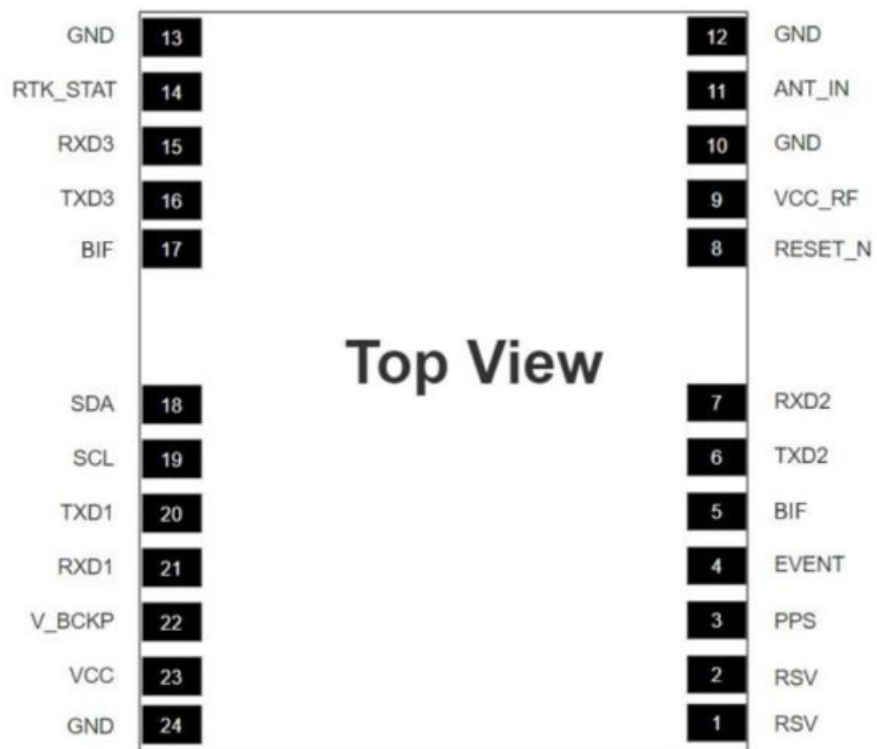 GND 13 12 GND
RTK_STAT 14 11 ANT_IN
RXD3 15 10 GND
TXD3 16 9 VCC_RF
BIF 17 8 RESET_N
Top View
SDA 18 7 RXD2
SCL 19 6 TXD2
TXD1 20 5 BIF
RXD1 21 4 EVENT
V_BCKP 22 3 PPS
VCC 23 2 RSV
GND 24 1 RSV